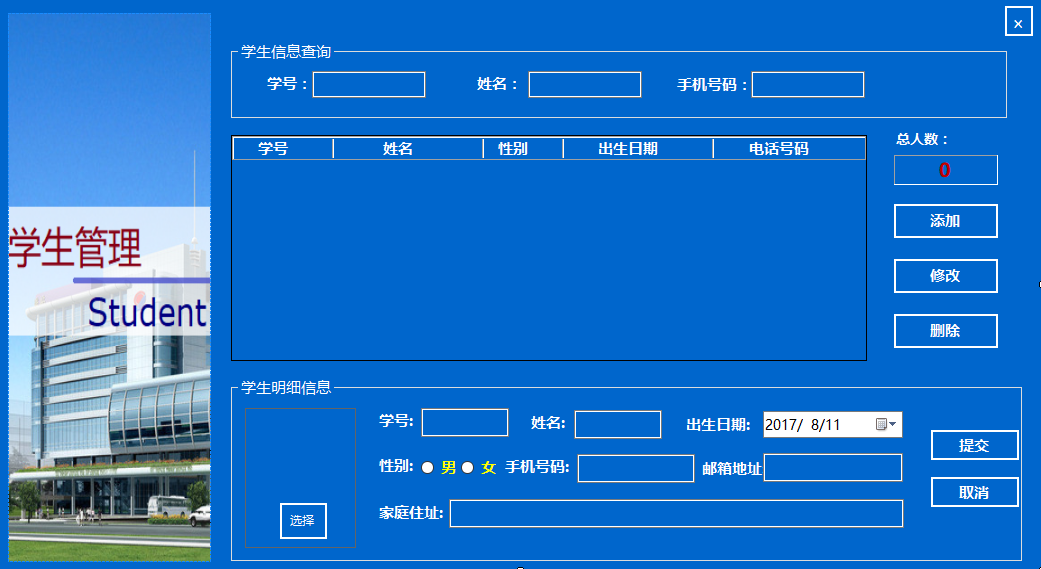 ×
学生信息查询
学号：
姓名：
手机号码：
学号 姓名 性别 出生日期 电话号码
总人数：
0
添加
修改
删除
学生管理
Student
学生明细信息
学号: 姓名: 出生日期: 2017/ 8/11
性别: 男 女 手机号码: 邮箱地址
家庭住址:
选择
提交
取消